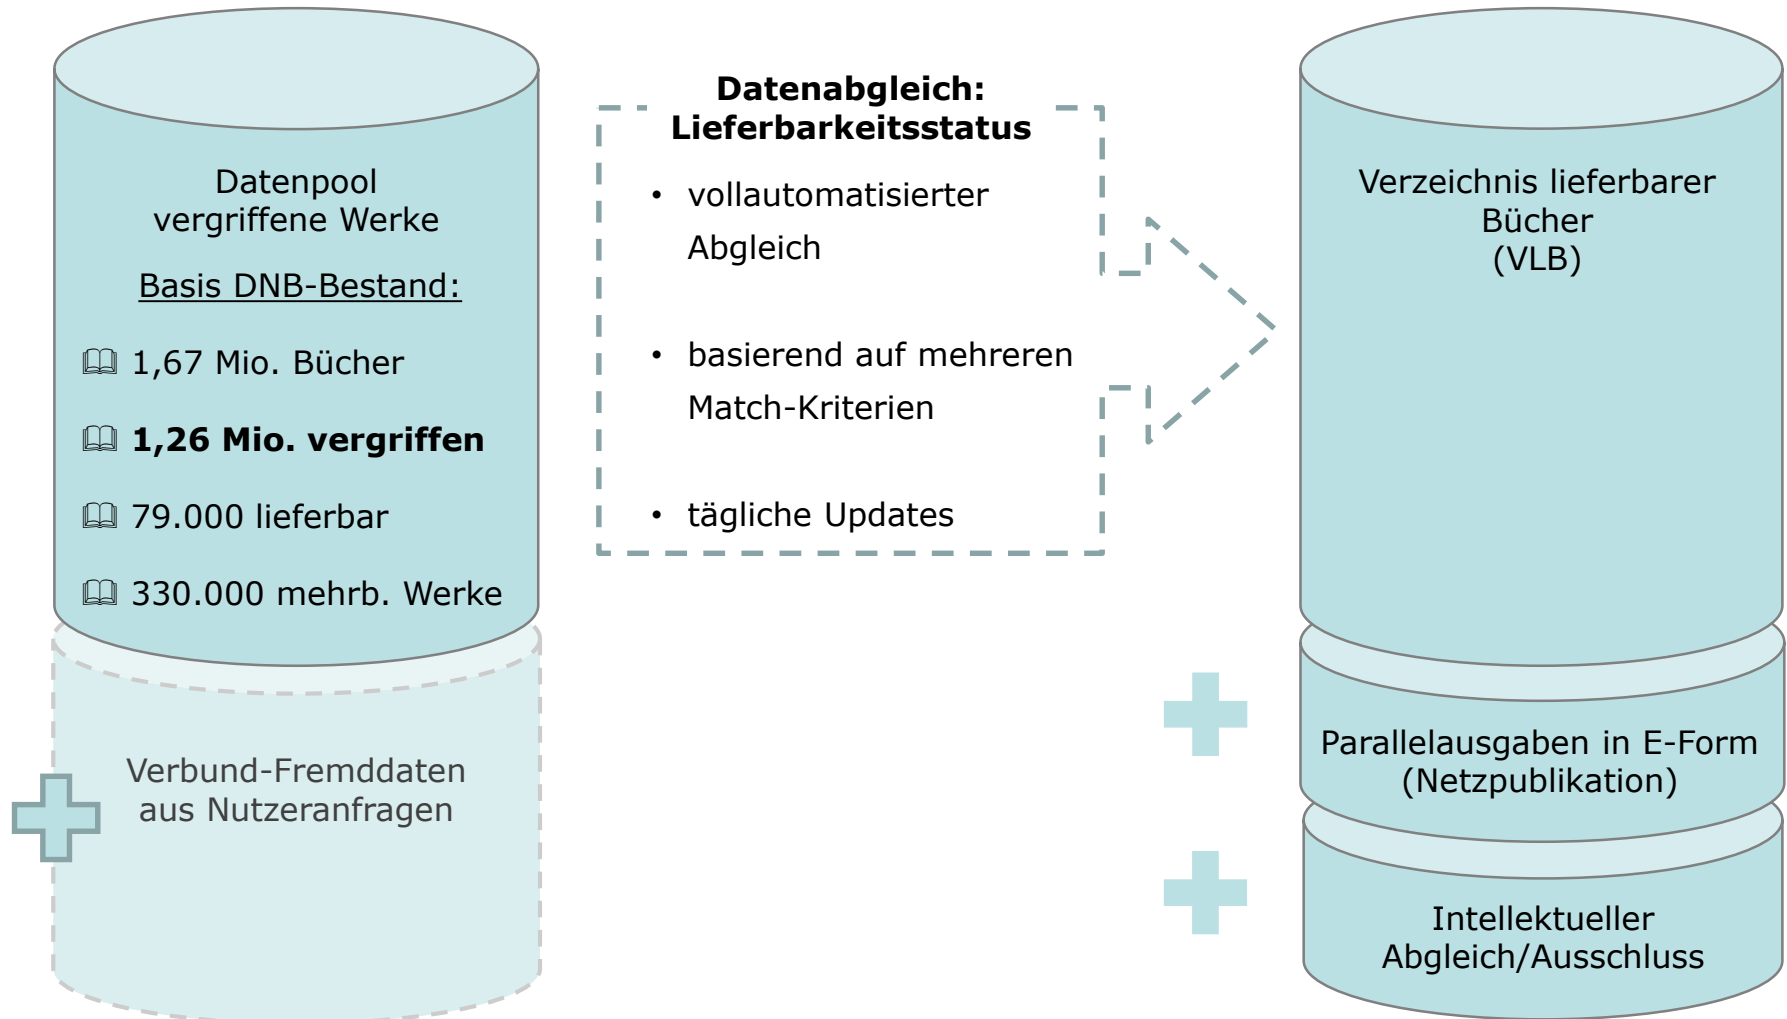 Datenpool
vergriffene Werke
Basis DNB-Bestand:
1,67 Mio. Bücher
1,26 Mio. vergriffen
79.000 lieferbar
330.000 mehrb. Werke
Verbund-Fremddaten
aus Nutzeranfragen
Datenabgleich:
Lieferbarkeitsstatus
• vollautomatisierter
Abgleich
• basierend auf mehreren
Match-Kriterien
• tägliche Updates
Verzeichnis lieferbarer
Bücher
(VLB)
Parallelausgaben in E-Form
(Netzpublikation)
Intellektueller
Abgleich/Ausschluss